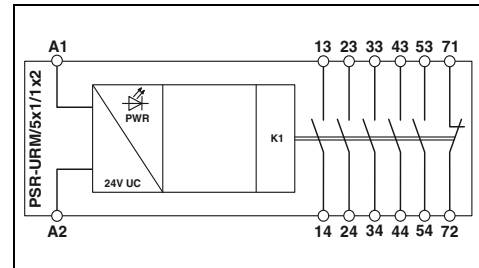 A1 13 23 33 43 53 71
PSR-URM/5x1/1x2
PWR
K1
24V UC
A2 14 24 34 44 54 72